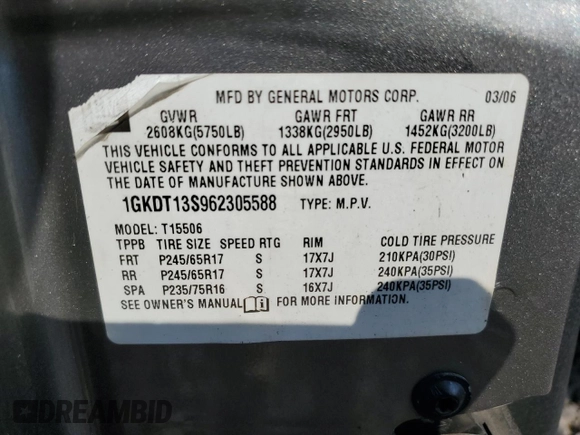 MFD BY GENERAL MOTORS CORP. 03/06
GVWR GAWR FRT GAWR RR
2608KG(5750LB) 1338KG(2950LB) 1452KG(3200LB)
THIS VEHICLE CONFORMS TO ALL APPLICABLE U.S. FEDERAL MOTOR
VEHICLE SAFETY AND THEFT PREVENTION STANDARDS IN EFFECT ON
THE DATE OF MANUFACTURE SHOWN ABOVE.
1GKDT13S962305588 TYPE: M.P.V.
MODEL: T15506
TPPB TIRE SIZE SPEED RTG RIM
FRT P245/65R17 S 17X7J 210KPA(30PSI)
RR P245/65R17 S 17X7J 240KPA(35PSI)
SPA P235/75R16 S 16X7J 240KPA(35PSI)
SEE OWNER'S MANUAL FOR MORE INFORMATION.
DREAMBID